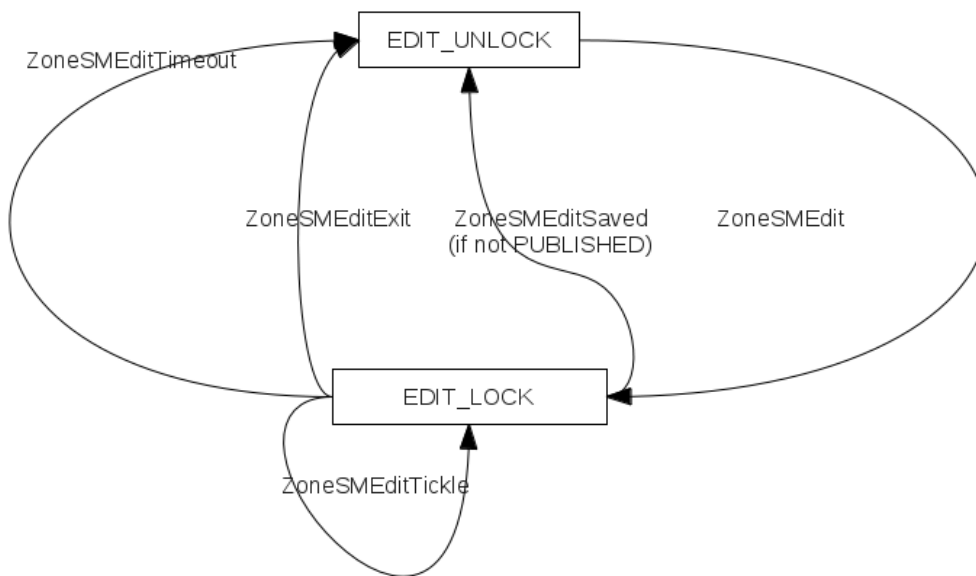 EDIT_UNLOCK
ZoneSMEditTimeout
ZoneSMEditExit
ZoneSMEditSaved
(if not PUBLISHED)
ZoneSMEdit
EDIT_LOCK
ZoneSMEditTickle